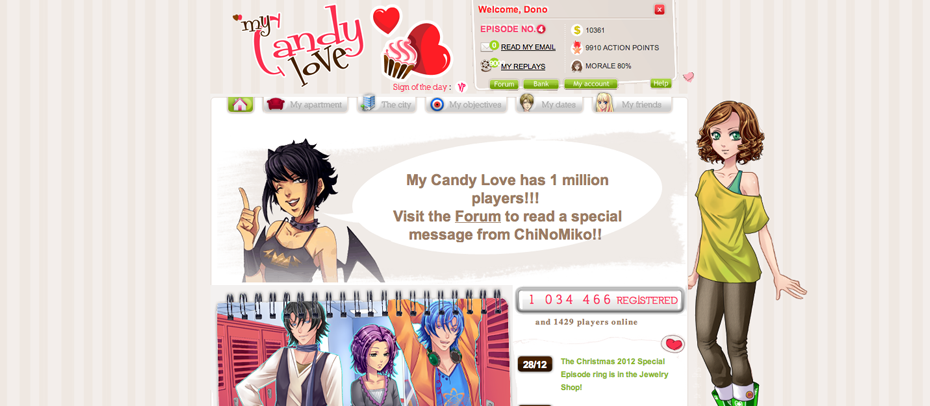 my
Candy
love
Sign of the day :
Welcome, Dono
x
EPISODE NO. 4
10361
0 READ MY EMAIL
9910 ACTION POINTS
MY REPLAYS
MORALE 80%
Forum
Bank
My account
Help
My apartment
The city
My objectives
My dates
My friends
My Candy Love has 1 million
players!!!
Visit the Forum to read a special
message from ChiNoMiko!!
1 034 466 REGISTERED
and 1429 players online
28/12
The Christmas 2012 Special
Episode ring is in the Jewelry
Shop!